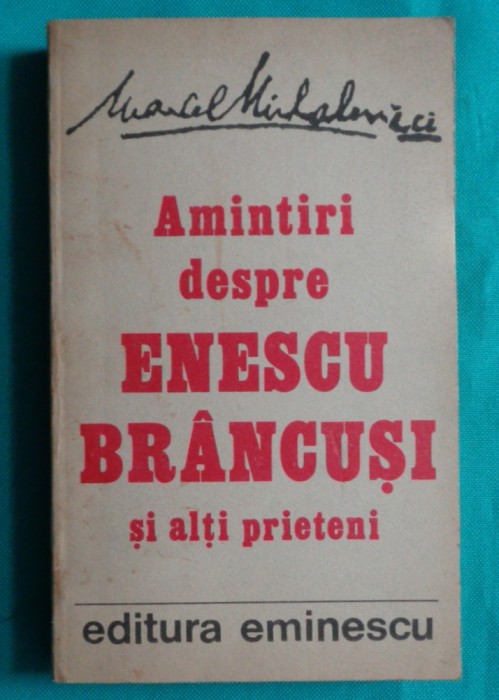 Marcel Mihalovici
Amintiri
despre
ENESCU
BRÂNCUȘI
și alți prieteni
editura eminescu